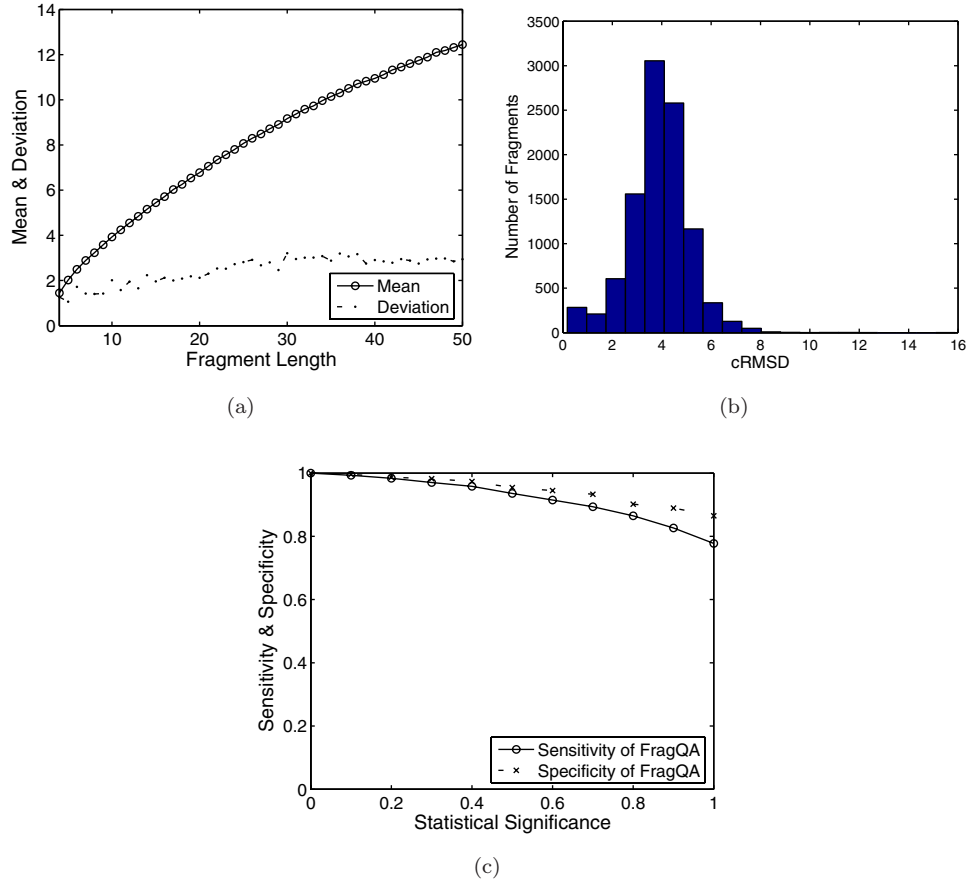 14
12
10
8
6
4
2
0
Mean & Deviation
10 20 30 40 50
Fragment Length
Mean
Deviation
(a)
3500
3000
2500
2000
1500
1000
500
0
Number of Fragments
0 2 4 6 8 10 12 14 16
cRMSD
(b)
1
0.8
0.6
0.4
0.2
0
Sensitivity & Specificity
0 0.2 0.4 0.6 0.8 1
Statistical Significance
Sensitivity of FragQA
Specificity of FragQA
(c)